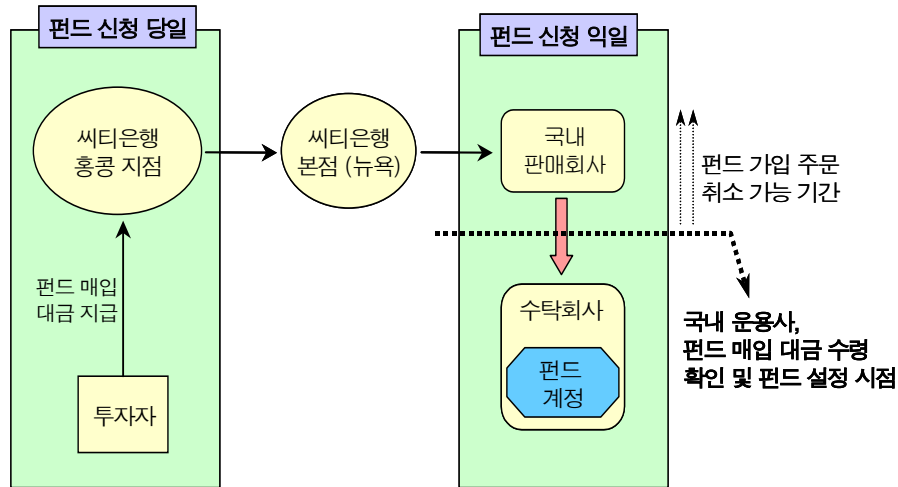 펀드 신청 당일
펀드 신청 익일
씨티은행
홍콩 지점
씨티은행
본점 (뉴욕)
국내
판매회사
펀드 가입 주문
취소 가능 기간
펀드 매입
대금 지급
수탁회사
펀드
계정
국내 운용사,
펀드 매입 대금 수령
확인 및 펀드 설정 시점
투자자